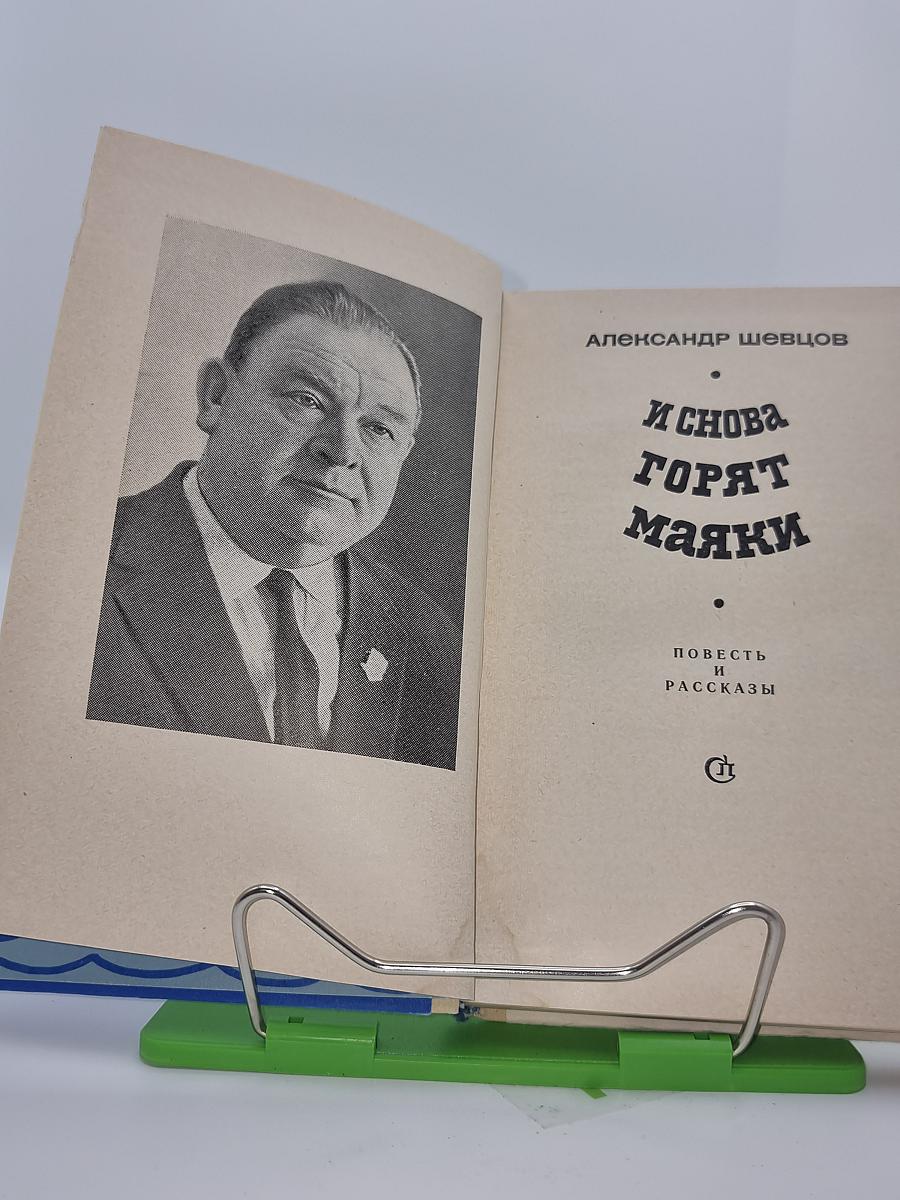 АЛЕКСАНДР ШЕВЦОВ
И СНОВА
ГОРЯТ
МАЯКИ
ПОВЕСТЬ
И
РАССКАЗЫ